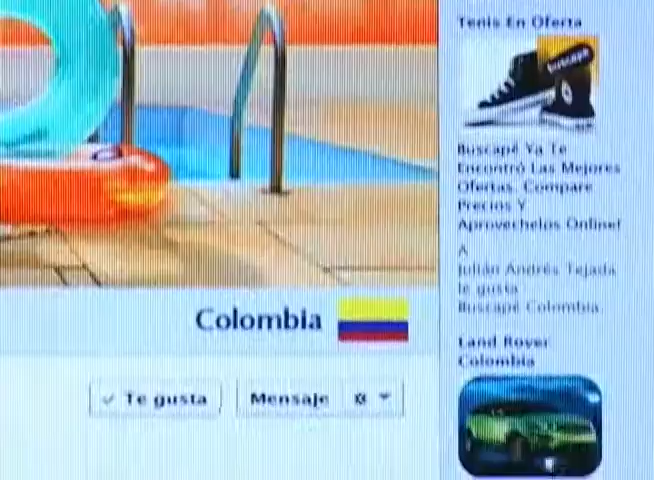 Colombia
✓ Te gusta
Mensaje
Tenis En Oferta
buscapé
Buscapé Ya Te
Encontró Las Mejores
Ofertas. Compare
Precios Y
Aprovechelos Online!
A
Julián Andrés Tejada
le gusta
Buscapé Colombia.
Land Rover
Colombia